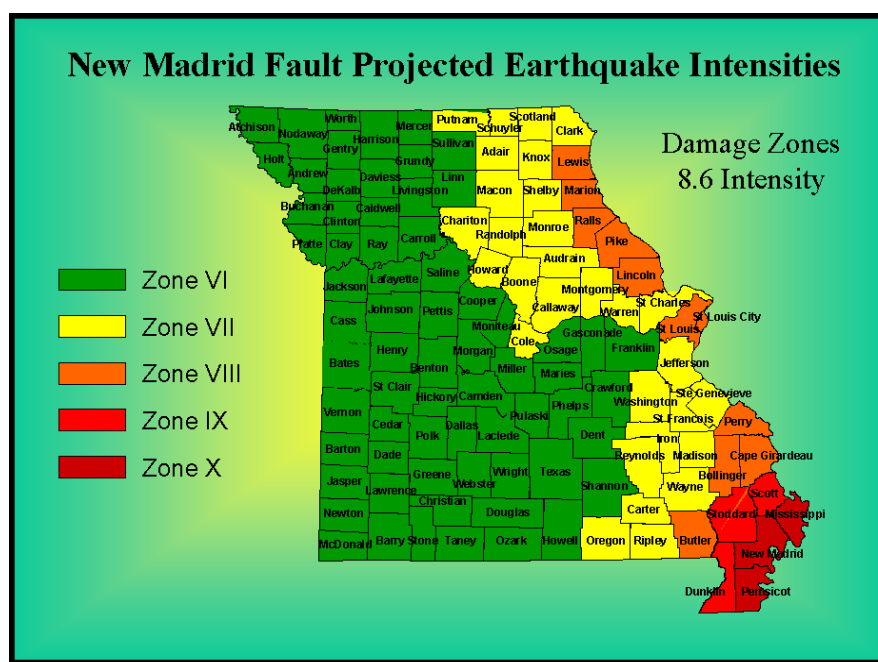 New Madrid Fault Projected Earthquake Intensities
Damage Zones
8.6 Intensity
Zone VI
Zone VII
Zone VIII
Zone IX
Zone X
Atchison
Nodaway
Worth
Harrison
Mercer
Putnam
Schuyler
Scotland
Clark
Holt
Gentry
Grundy
Sullivan
Adair
Knox
Lewis
Andrew
DeKalb
Daviess
Livingston
Linn
Macon
Shelby
Marion
Buchanan
Clinton
Caldwell
Chariton
Randolph
Monroe
Ralls
Platte
Clay
Ray
Carroll
Pike
Audrain
Howard
Boone
Lincoln
Jackson
Lafayette
Saline
Cooper
Callaway
Montgomery
Warren
St Charles
St Louis City
St Louis
Cass
Johnson
Pettis
Moniteau
Cole
Osage
Gasconade
Franklin
Jefferson
Bates
Henry
Benton
Morgan
Miller
Maries
Crawford
Washington
Ste Genevieve
St Clair
Hickory
Camden
Pulaski
Phelps
St Francois
Perry
Vernon
Cedar
Polk
Dallas
Laclede
Dent
Iron
Madison
Cape Girardeau
Barton
Dade
Greene
Webster
Wright
Texas
Shannon
Reynolds
Bollinger
Jasper
Lawrence
Christian
Douglas
Carter
Wayne
Stoddard
Scott
Mississippi
Newton
McDonald
Barry
Stone
Taney
Ozark
Howell
Oregon
Ripley
Butler
New Madrid
Dunklin
Pemiscot